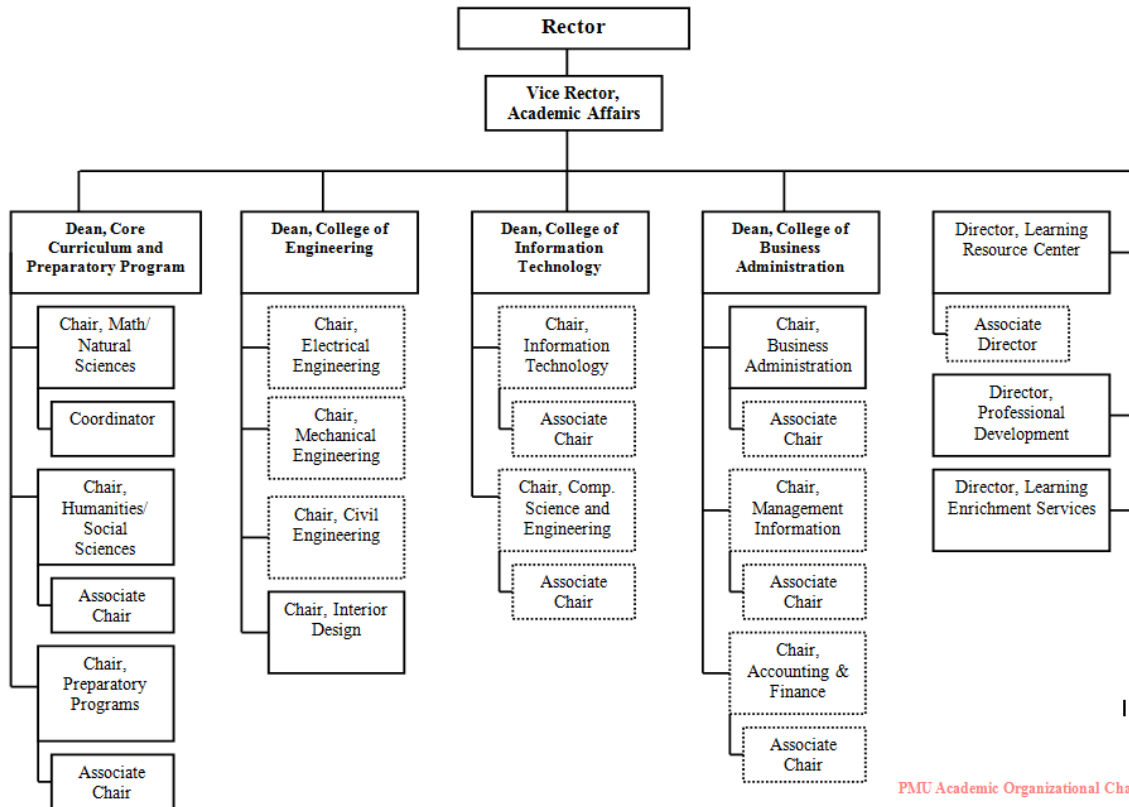 Rector
Vice Rector,
Academic Affairs
Dean, Core
Curriculum and
Preparatory Program
Chair, Math/
Natural
Sciences
Coordinator
Chair,
Humanities/
Social
Sciences
Associate
Chair
Chair,
Preparatory
Programs
Associate
Chair
Dean, College of
Engineering
Chair,
Electrical
Engineering
Chair,
Mechanical
Engineering
Chair, Civil
Engineering
Chair, Interior
Design
Dean, College of
Information
Technology
Chair,
Information
Technology
Associate
Chair
Chair, Comp.
Science and
Engineering
Associate
Chair
Dean, College of
Business
Administration
Chair,
Business
Administration
Associate
Chair
Chair,
Management
Information
Associate
Chair
Chair,
Accounting &
Finance
Associate
Chair
Director, Learning
Resource Center
Associate
Director
Director,
Professional
Development
Director, Learning
Enrichment Services
PMU Academic Organizational Cha